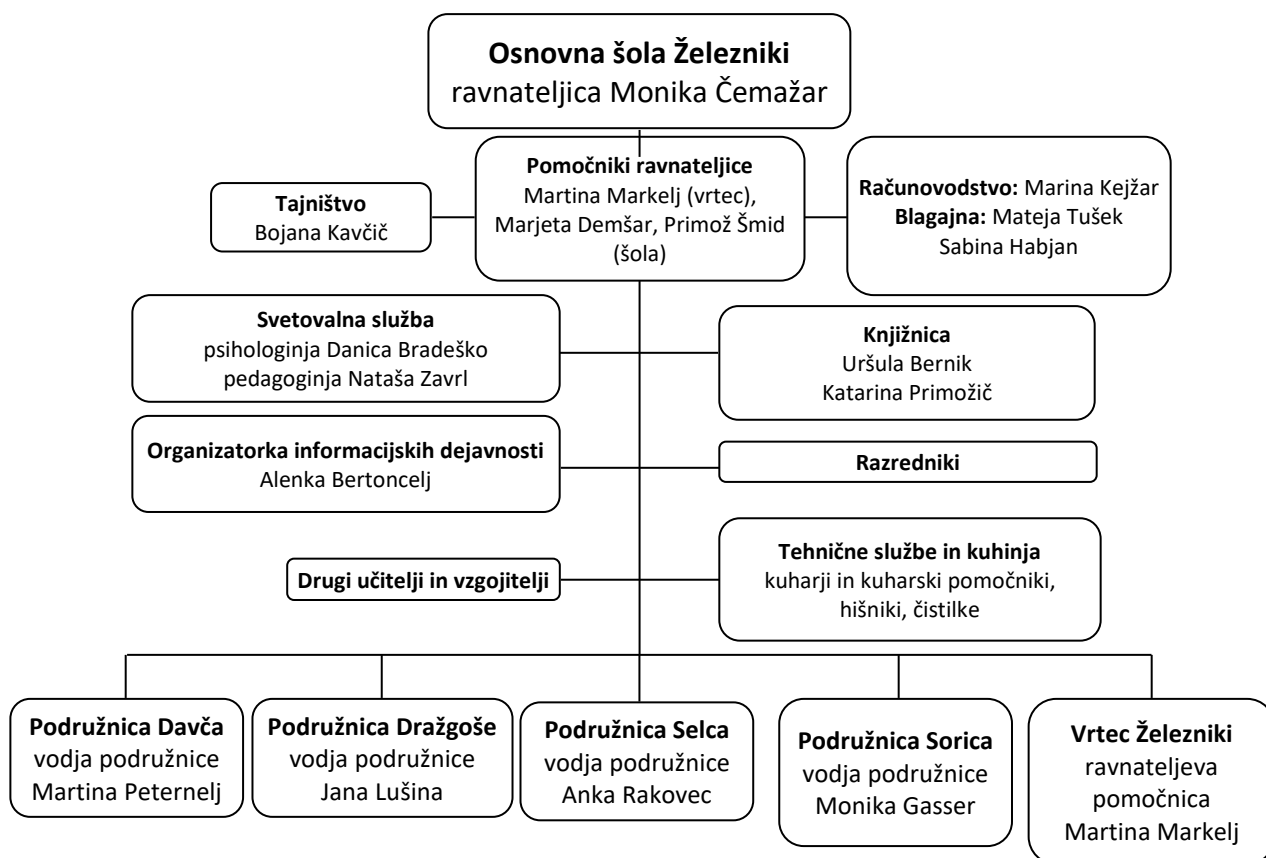 Osnovna šola Železniki
ravnateljica Monika Čemažar
Pomočniki ravnateljice
Martina Markelj (vrtec),
Marjeta Demšar, Primož Šmid
(šola)
Tajništvo
Bojana Kavčič
Računovodstvo: Marina Kejžar
Blagajna: Mateja Tušek
Sabina Habjan
Svetovalna služba
psihologinja Danica Bradeško
pedagoginja Nataša Zavrl
Knjižnica
Uršula Bernik
Katarina Primožič
Organizatorka informacijskih dejavnosti
Alenka Bertoncelj
Razredniki
Drugi učitelji in vzgojitelji
Tehnične službe in kuhinja
kuharji in kuharski pomočniki,
hišniki, čistilke
Podružnica Davča
vodja podružnice
Martina Peternelj
Podružnica Dražgoše
vodja podružnice
Jana Lušina
Podružnica Selca
vodja podružnice
Anka Rakovec
Podružnica Sorica
vodja podružnice
Monika Gasser
Vrtec Železniki
ravnateljeva
pomočnica
Martina Markelj